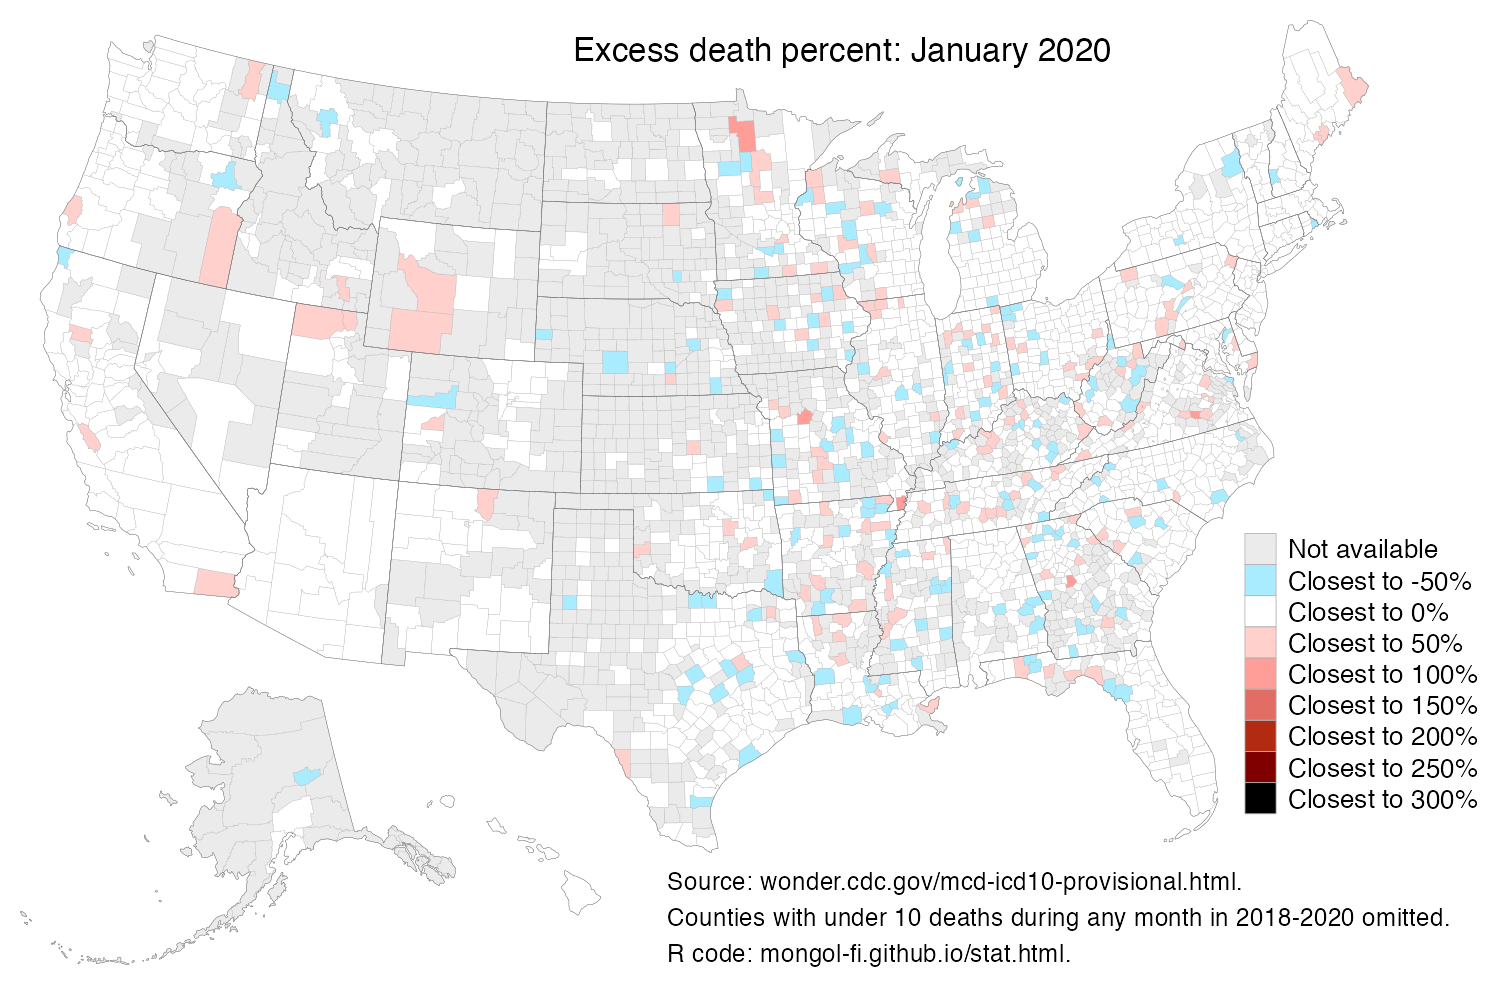 Excess death percent: January 2020
Not available
Closest to -50%
Closest to 0%
Closest to 50%
Closest to 100%
Closest to 150%
Closest to 200%
Closest to 250%
Closest to 300%
Source: wonder.cdc.gov/mcd-icd10-provisional.html.
Counties with under 10 deaths during any month in 2018-2020 omitted.
R code: mongol-fi.github.io/stat.html.